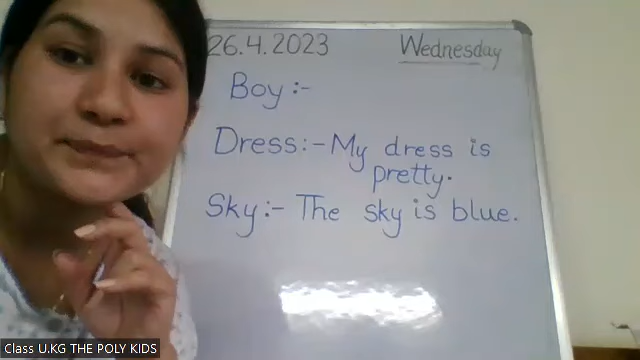 26.4.2023 Wednesday
Boy :-
Dress:- My dress is
pretty.
Sky:- The sky is blue.
Class U.KG THE POLY KIDS